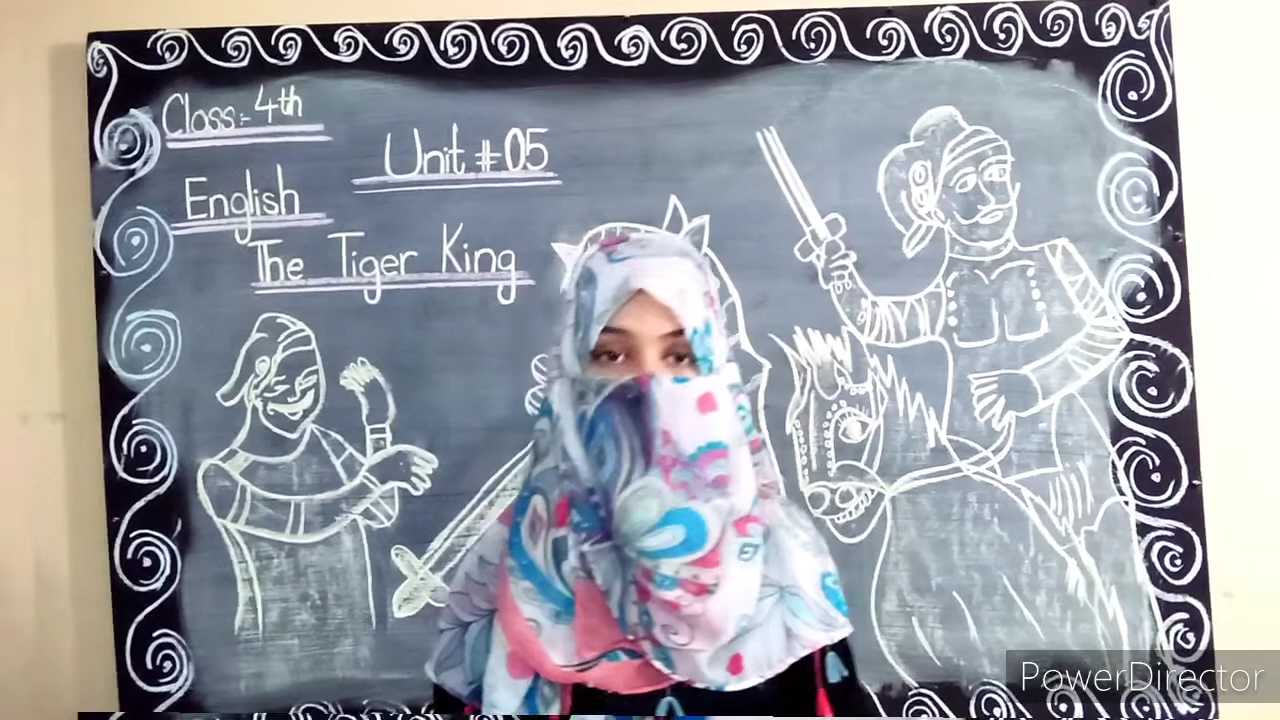 Class:- 4th
Unit # 05
English
The Tiger King
PowerDirector